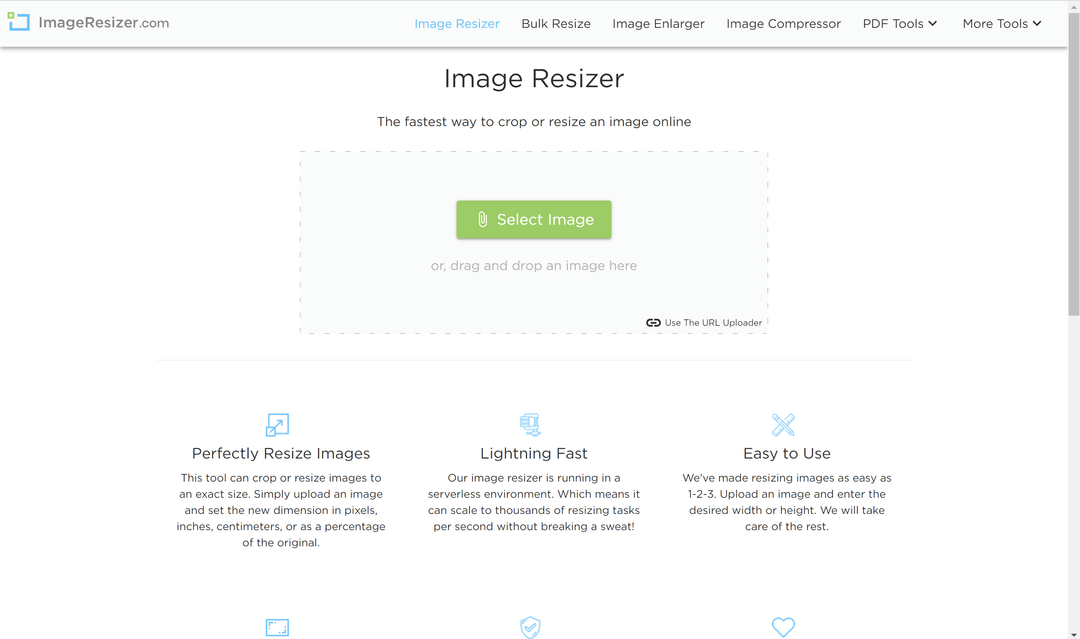 ImageResizer.com
Image Resizer Bulk Resize Image Enlarger Image Compressor PDF Tools More Tools
Image Resizer
The fastest way to crop or resize an image online
Select Image
or, drag and drop an image here
Use The URL Uploader
Perfectly Resize Images
This tool can crop or resize images to
an exact size. Simply upload an image
and set the new dimension in pixels,
inches, centimeters, or as a percentage
of the original.
Lightning Fast
Our image resizer is running in a
serverless environment. Which means it
can scale to thousands of resizing tasks
per second without breaking a sweat!
Easy to Use
We've made resizing images as easy as
1-2-3. Upload an image and enter the
desired width or height. We will take
care of the rest.